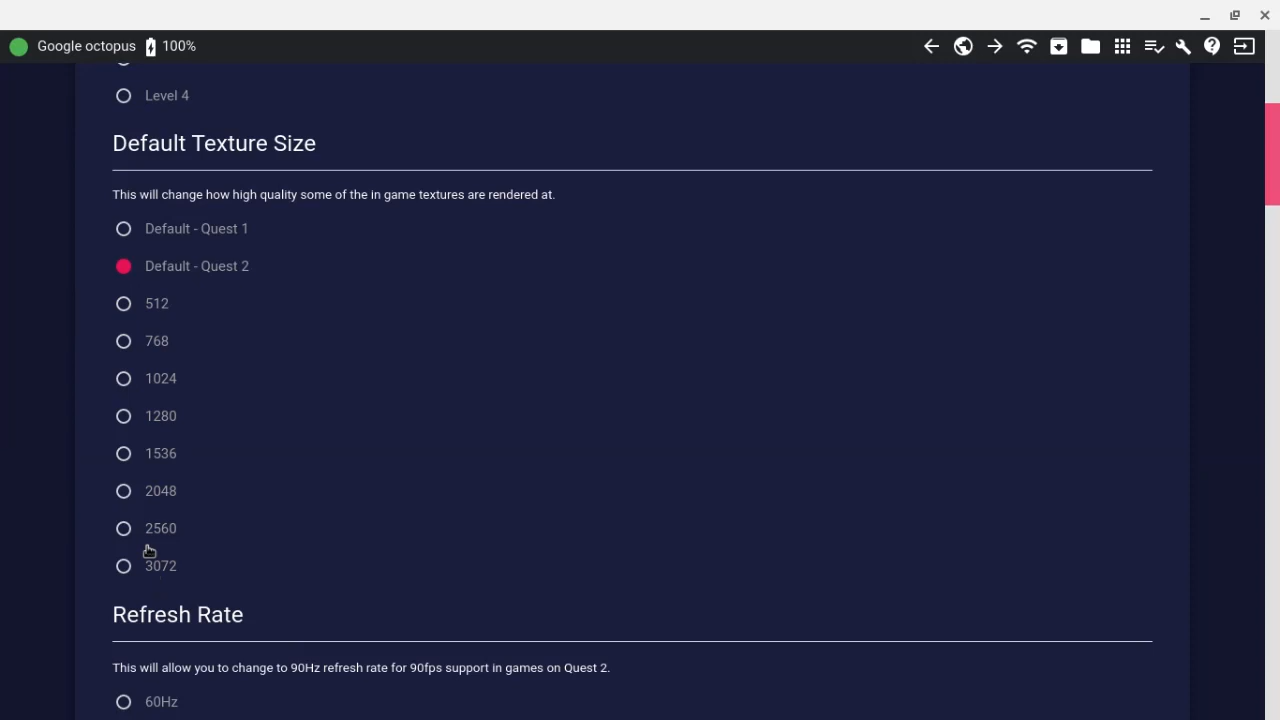 Google octopus 100%
Level 4
Default Texture Size
This will change how high quality some of the in game textures are rendered at.
Default - Quest 1
Default - Quest 2
512
768
1024
1280
1536
2048
2560
3072
Refresh Rate
This will allow you to change to 90Hz refresh rate for 90fps support in games on Quest 2.
60Hz